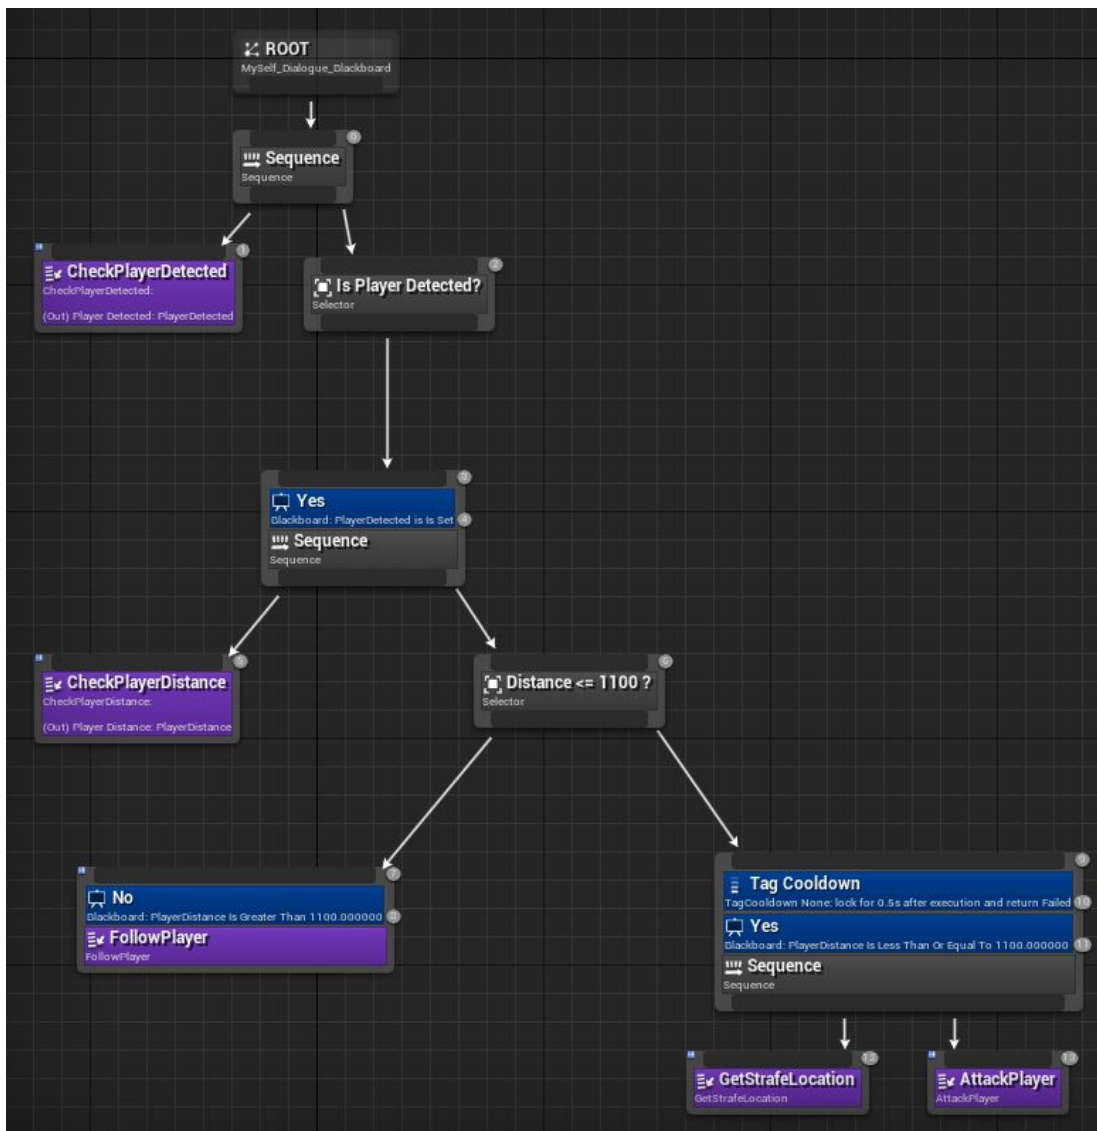 ROOT
MySelf_Dialogue_Blackboard
0
Sequence
Sequence
1
CheckPlayerDetected
CheckPlayerDetected:
(Out) Player Detected: PlayerDetected
2
Is Player Detected?
Selector
3
Yes
Blackboard: PlayerDetected is Is Set
4
Sequence
Sequence
5
CheckPlayerDistance
CheckPlayerDistance:
(Out) Player Distance: PlayerDistance
6
Distance <= 1100 ?
Selector
7
No
Blackboard: PlayerDistance Is Greater Than 1100.000000
8
FollowPlayer
FollowPlayer
9
Tag Cooldown
TagCooldown None: lock for 0.5s after execution and return Failed
10
Yes
Blackboard: PlayerDistance Is Less Than Or Equal To 1100.000000
11
Sequence
Sequence
12
GetStrafeLocation
GetStrafeLocation
13
AttackPlayer
AttackPlayer